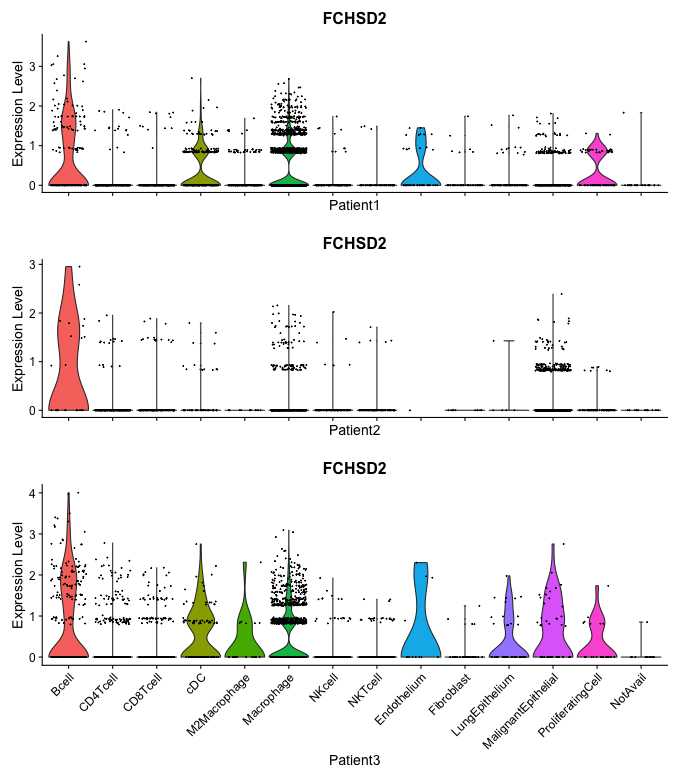 FCHSD2
Expression Level
3
2
1
0
Patient1
FCHSD2
Expression Level
3
2
1
0
Patient2
FCHSD2
Expression Level
4
3
2
1
0
Bcell
CD4Tcell
CD8Tcell
cDC
M2Macrophage
Macrophage
NKcell
NKTcell
Endothelium
Fibroblast
LungEpithelium
MalignantEpithelial
ProliferatingCell
NotAvail
Patient3